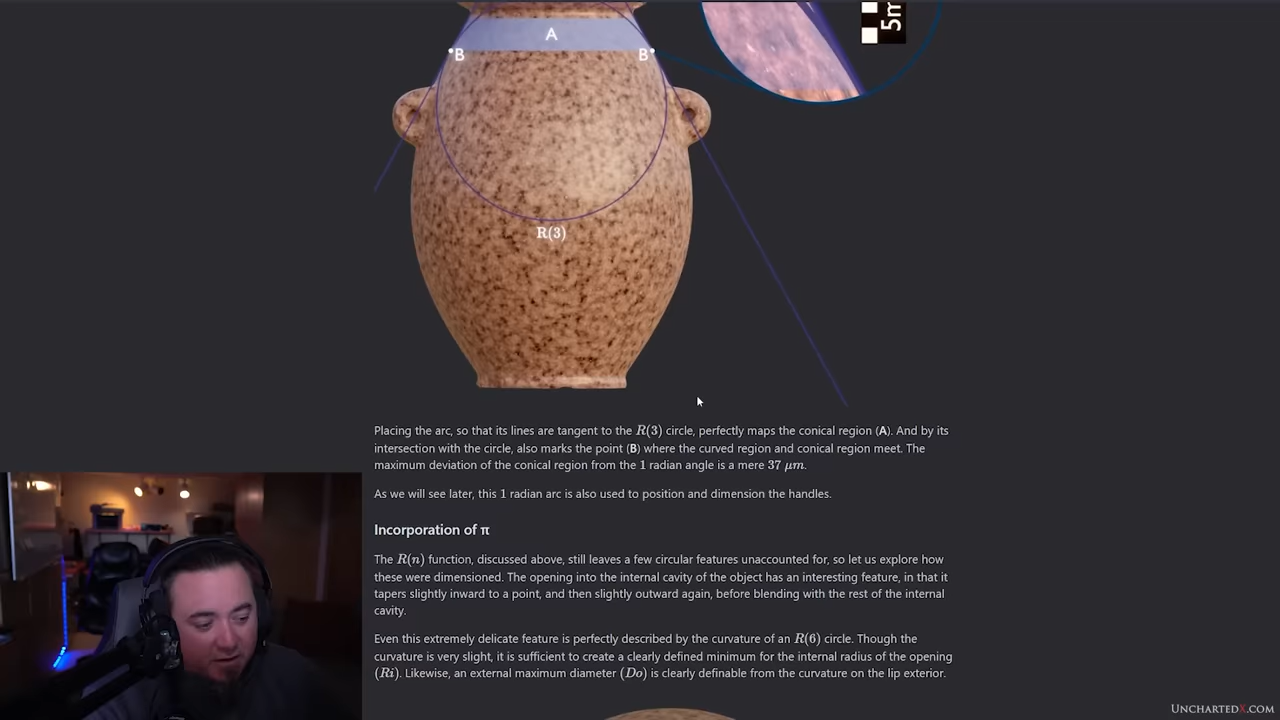 A
B
B
5m
R(3)
Placing the arc, so that its lines are tangent to the R(3) circle, perfectly maps the conical region (A). And by its
intersection with the circle, also marks the point (B) where the curved region and conical region meet. The
maximum deviation of the conical region from the 1 radian angle is a mere 37 μm.
As we will see later, this 1 radian arc is also used to position and dimension the handles.
Incorporation of π
The R(n) function, discussed above, still leaves a few circular features unaccounted for, so let us explore how
these were dimensioned. The opening into the internal cavity of the object has an interesting feature, in that it
tapers slightly inward to a point, and then slightly outward again, before blending with the rest of the internal
cavity.
Even this extremely delicate feature is perfectly described by the curvature of an R(6) circle. Though the
curvature is very slight, it is sufficient to create a clearly defined minimum for the internal radius of the opening
(Ri). Likewise, an external maximum diameter (Do) is clearly definable from the curvature on the lip exterior.
UNCHARTEDX.COM